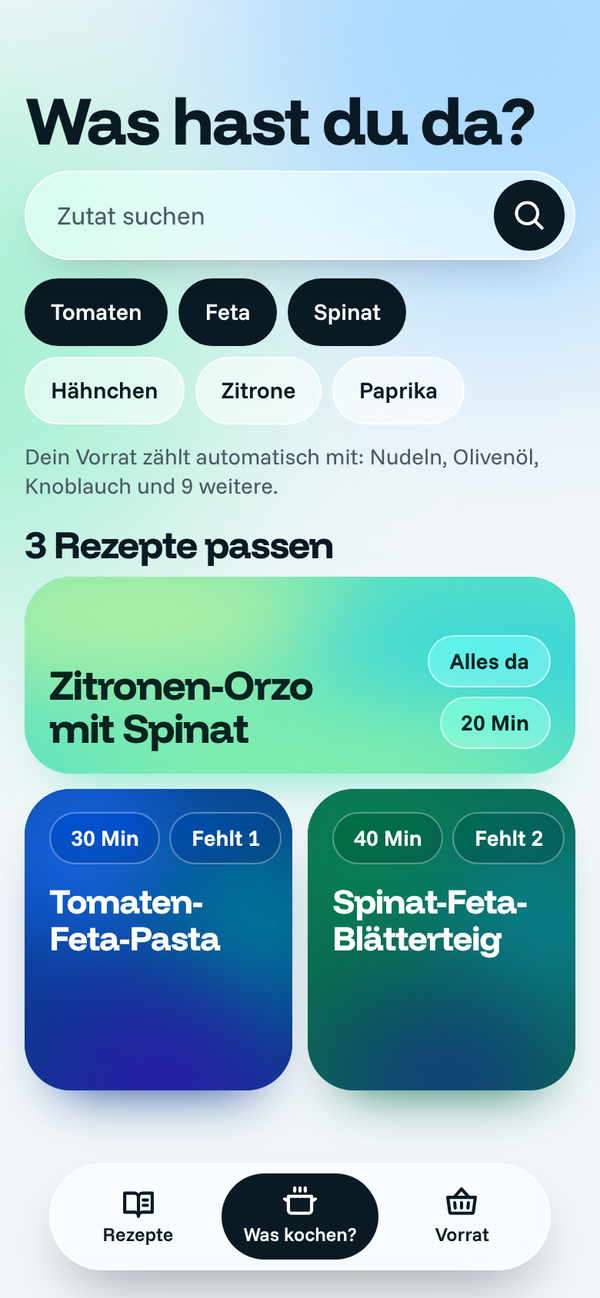 Was hast du da?
Zutat suchen
Tomaten
Feta
Spinat
Hähnchen
Zitrone
Paprika
Dein Vorrat zählt automatisch mit: Nudeln, Olivenöl,
Knoblauch und 9 weitere.
3 Rezepte passen
Zitronen-Orzo
mit Spinat
Alles da
20 Min
30 Min
Fehlt 1
Tomaten-
Feta-Pasta
40 Min
Fehlt 2
Spinat-Feta-
Blätterteig
Rezepte
Was kochen?
Vorrat